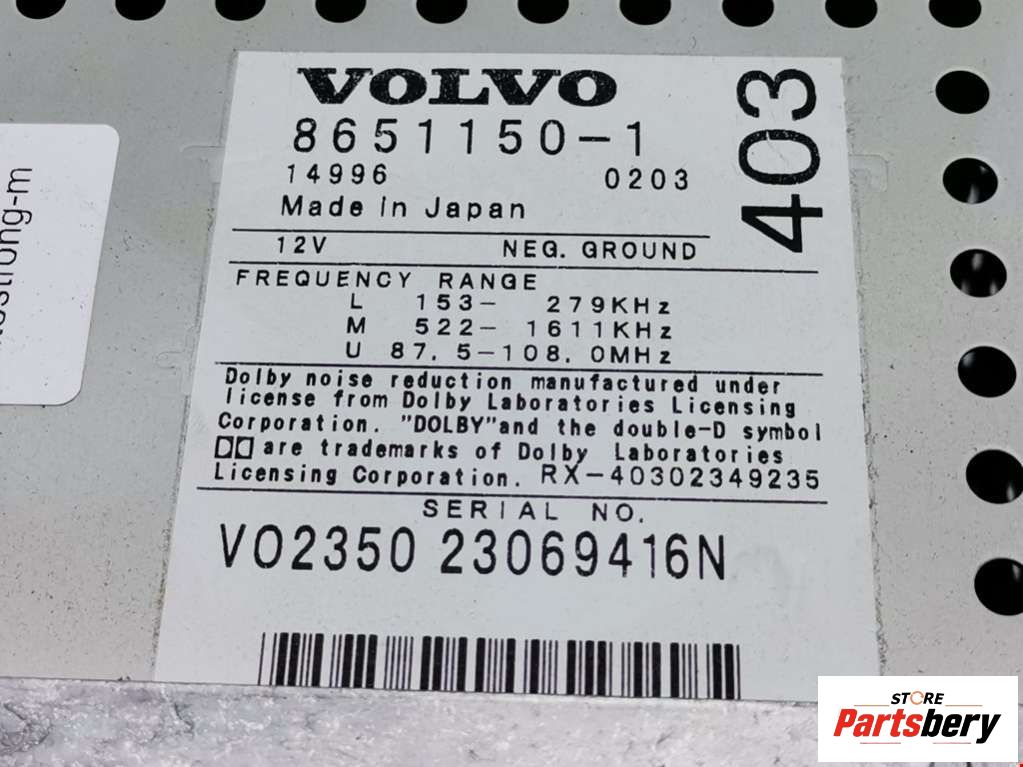 VOLVO
8651150-1
403
14996 0203
Made in Japan
12V NEG. GROUND
FREQUENCY RANGE
L 153- 279KHz
M 522- 1611KHz
U 87.5-108.0MHz
Dolby noise reduction manufactured under
license from Dolby Laboratories Licensing
Corporation. "DOLBY"and the double-D symbol
are trademarks of Dolby Laboratories
Licensing Corporation. RX-40302349235
SERIAL NO.
VO2350 23069416N
STORE
Partsbery